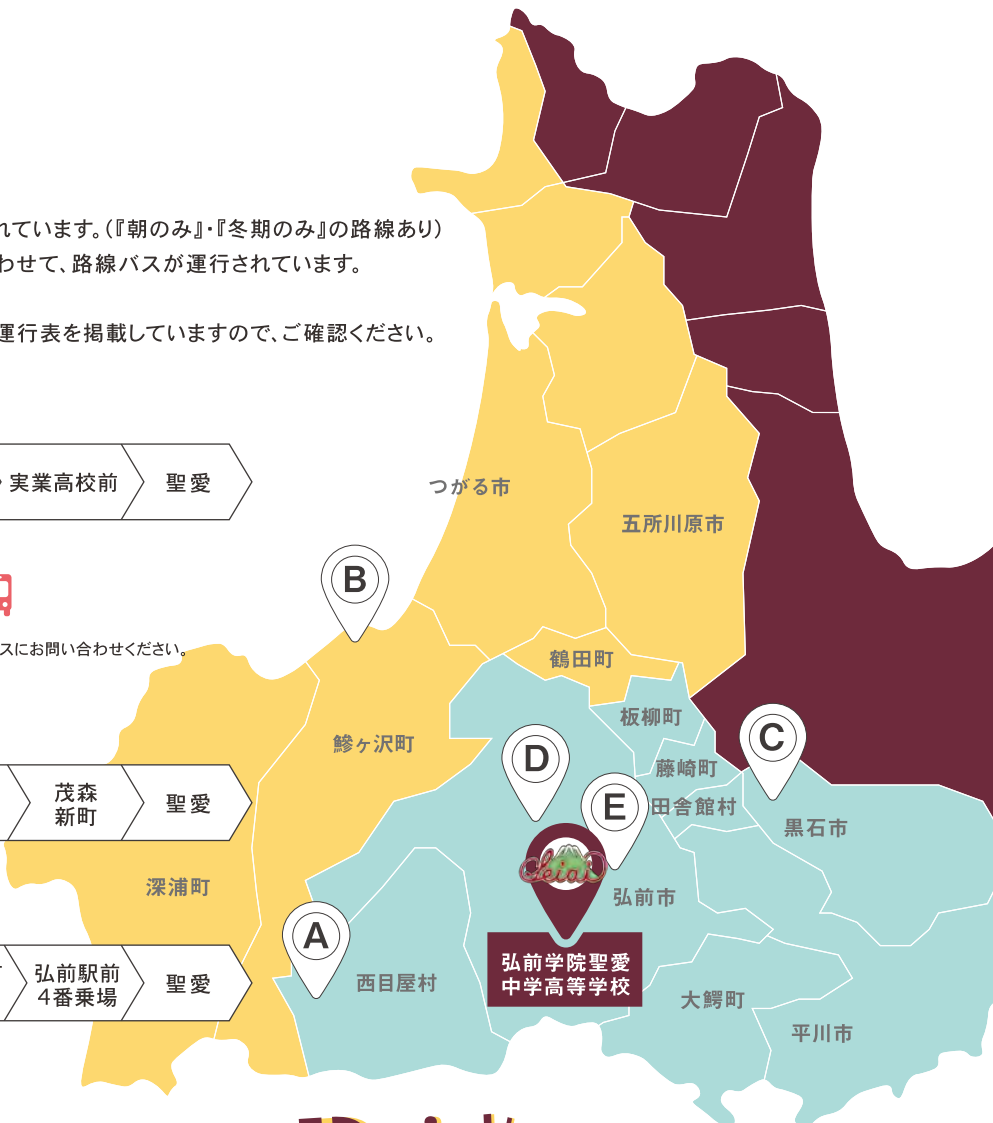 れています。(『朝のみ』・『冬期のみ』の路線あり)
わせて、路線バスが運行されています。
運行表を掲載していますので、ご確認ください。
実業高校前
聖愛
スにお問い合わせください。
茂森
新町
聖愛
弘前駅前
4番乗場
聖愛
つがる市
五所川原市
B
鶴田町
板柳町
鰺ヶ沢町
D
C
藤崎町
E
田舎館村
黒石市
Seiai
深浦町
弘前市
A
西目屋村
弘前学院聖愛
中学高等学校
大鰐町
平川市